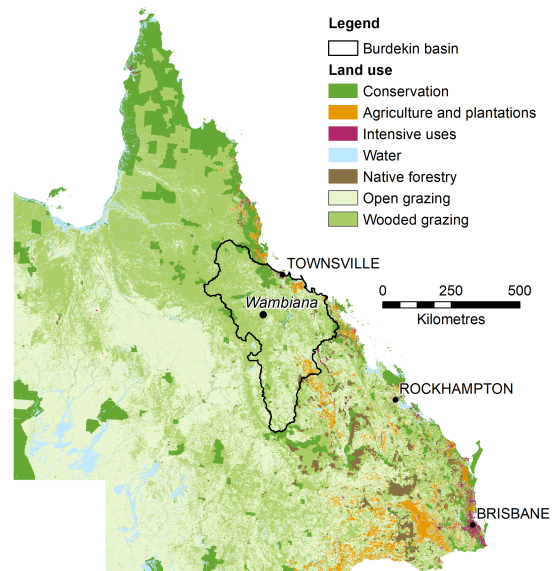 Legend
Burdekin basin
Land use
Conservation
Agriculture and plantations
Intensive uses
Water
Native forestry
Open grazing
Wooded grazing
TOWNSVILLE
Wambiana
0 250 500
Kilometres
ROCKHAMPTON
BRISBANE